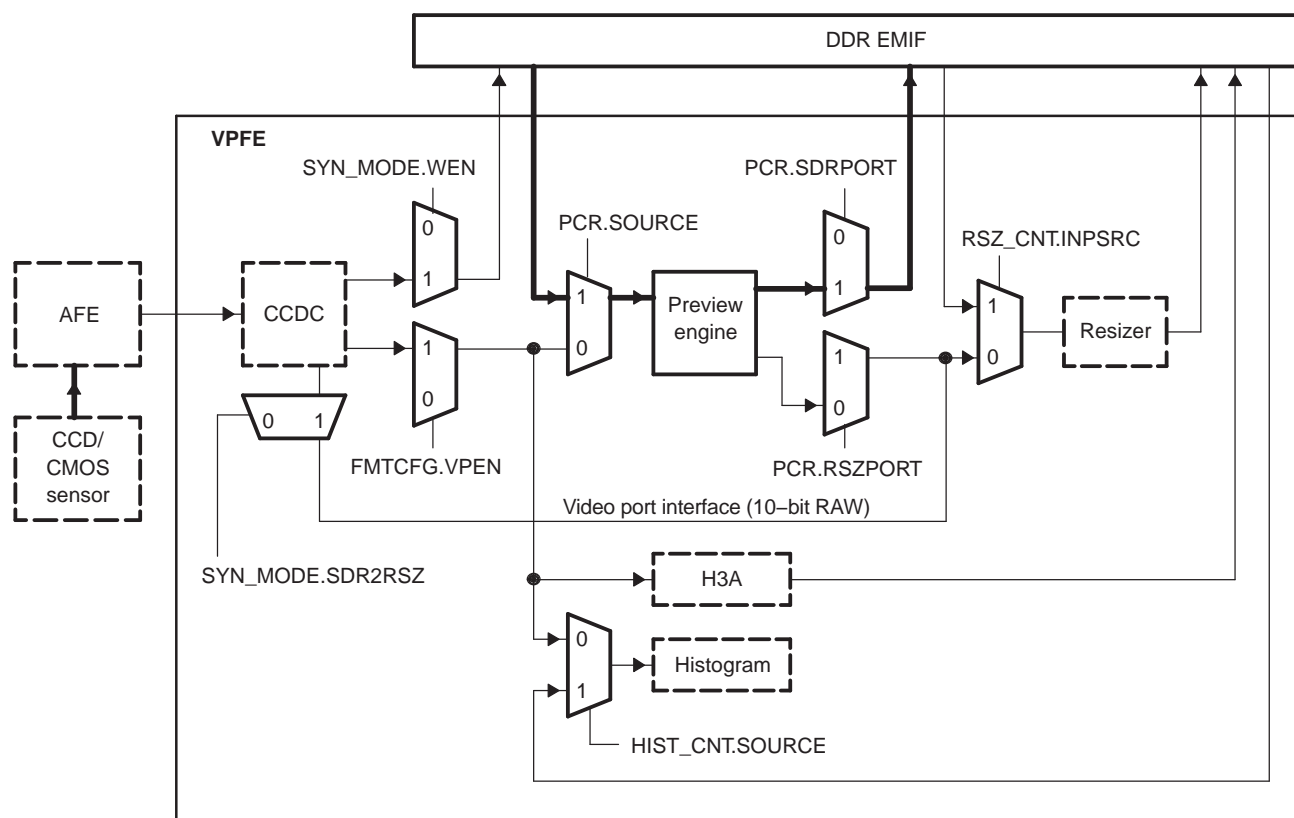 DDR EMIF
VPFE
SYN_MODE.WEN
PCR.SDRPORT
PCR.SOURCE
RSZ_CNT.INPSRC
0
0
1
1
1
1
AFE
CCDC
Preview
engine
Resizer
1
0
1
0
0
0
0 1
CCD/
CMOS
sensor
FMTCFG.VPEN
PCR.RSZPORT
Video port interface (10−bit RAW)
SYN_MODE.SDR2RSZ
H3A
0
Histogram
1
HIST_CNT.SOURCE